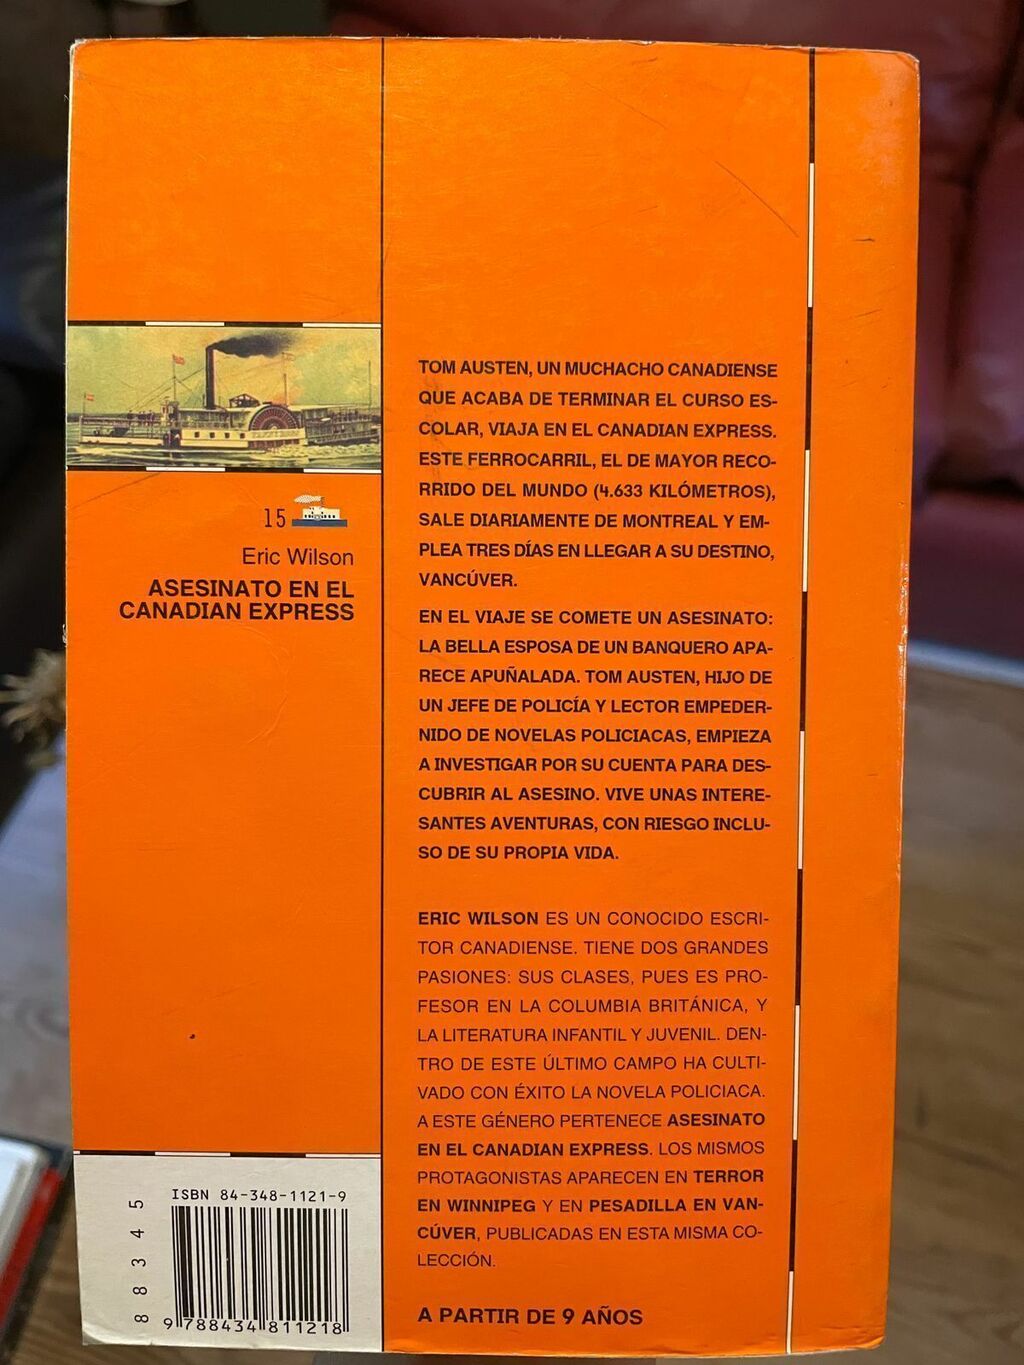 15
Eric Wilson
ASESINATO EN EL
CANADIAN EXPRESS
TOM AUSTEN, UN MUCHACHO CANADIENSE
QUE ACABA DE TERMINAR EL CURSO ES-
COLAR, VIAJA EN EL CANADIAN EXPRESS.
ESTE FERROCARRIL, EL DE MAYOR RECO-
RRIDO DEL MUNDO (4.633 KILÓMETROS),
SALE DIARIAMENTE DE MONTREAL Y EM-
PLEA TRES DÍAS EN LLEGAR A SU DESTINO,
VANCÚVER.
EN EL VIAJE SE COMETE UN ASESINATO:
LA BELLA ESPOSA DE UN BANQUERO APA-
RECE APUÑALADA. TOM AUSTEN, HIJO DE
UN JEFE DE POLICÍA Y LECTOR EMPEDER-
NIDO DE NOVELAS POLICIACAS, EMPIEZA
A INVESTIGAR POR SU CUENTA PARA DES-
CUBRIR AL ASESINO. VIVE UNAS INTERE-
SANTES AVENTURAS, CON RIESGO INCLU-
SO DE SU PROPIA VIDA.
ERIC WILSON ES UN CONOCIDO ESCRI-
TOR CANADIENSE. TIENE DOS GRANDES
PASIONES: SUS CLASES, PUES ES PRO-
FESOR EN LA COLUMBIA BRITÁNICA, Y
LA LITERATURA INFANTIL Y JUVENIL. DEN-
TRO DE ESTE ÚLTIMO CAMPO HA CULTI-
VADO CON ÉXITO LA NOVELA POLICIACA.
A ESTE GÉNERO PERTENECE ASESINATO
EN EL CANADIAN EXPRESS. LOS MISMOS
PROTAGONISTAS APARECEN EN TERROR
EN WINNIPEG Y EN PESADILLA EN VAN-
CÚVER, PUBLICADAS EN ESTA MISMA CO-
LECCIÓN.
A PARTIR DE 9 AÑOS
ISBN 84-348-1121-9
88345
9 788434 811218